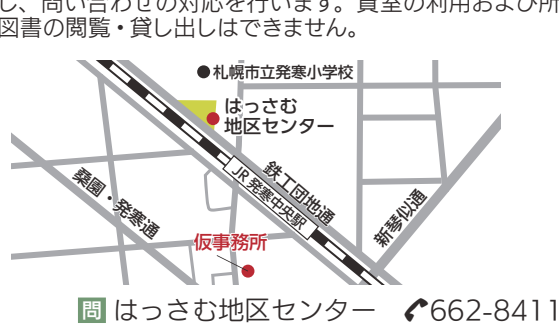 し、問い合わせの対応を行います。貸室の利用および所
図書の閲覧・貸し出しはできません。
●札幌市立発寒小学校
はっさむ
地区センター
鉄工団地通
JR 発寒中央駅
桑園・発寒通
新琴似通
仮事務所
問 はっさむ地区センター 662-8411